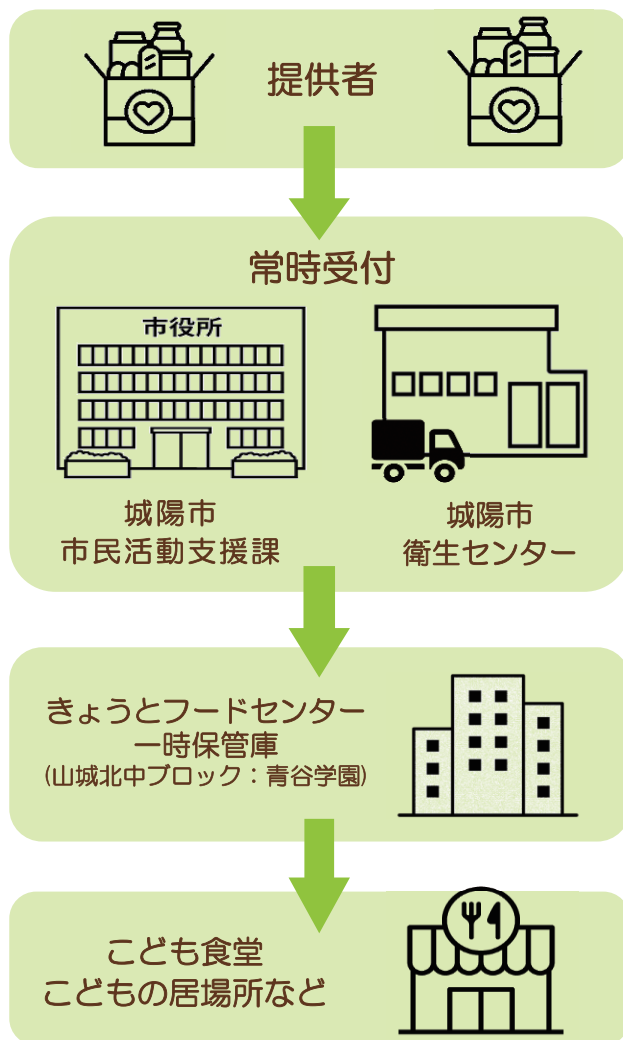 提供者
常時受付
市役所
城陽市
市民活動支援課
城陽市
衛生センター
きょうとフードセンター
一時保管庫
(山城北中ブロック：青谷学園)
こども食堂
こどもの居場所など